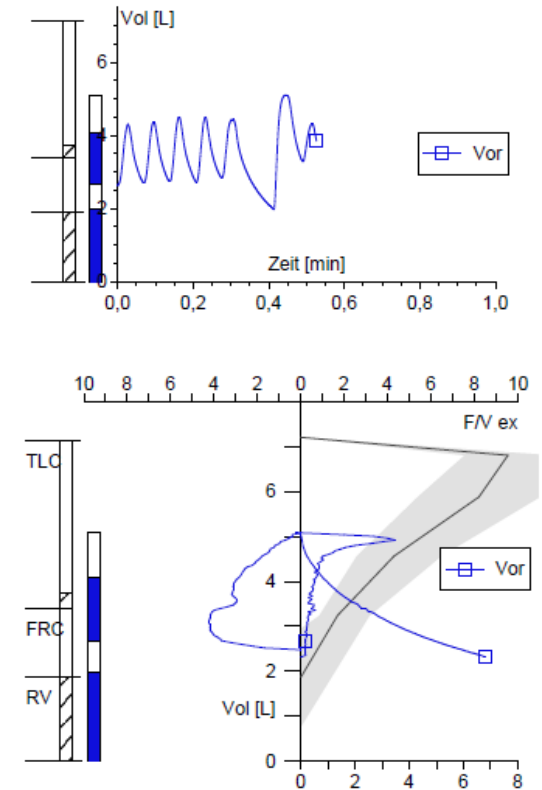 Vol [L]
6
4
Vor
2
Zeit [min]
0
0,0 0,2 0,4 0,6 0,8 1,0
10 8 6 4 2 0 2 4 6 8 10
F/V ex
TLC
6
Vor
4
FRC
2
RV
Vol [L]
0
0 2 4 6 8